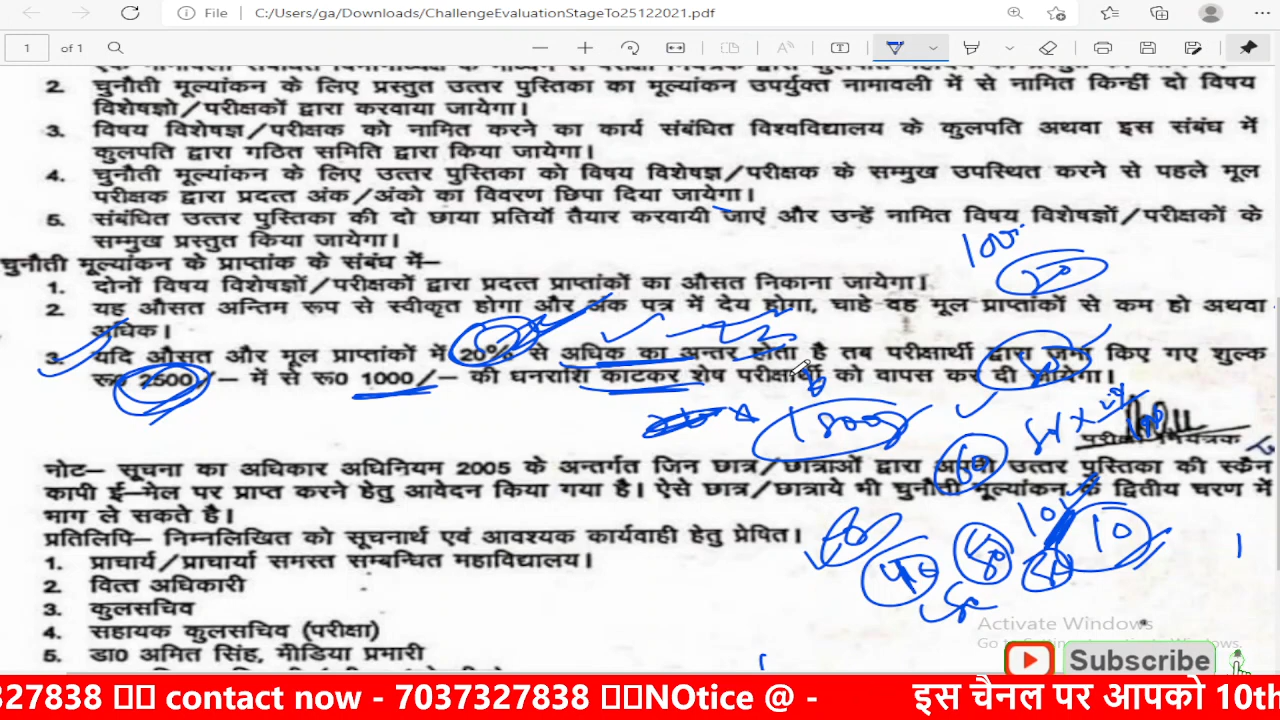 File C:/Users/ga/Downloads/ChallengeEvaluationStageTo25122021.pdf
1 of 1
2. चुनौती मूल्यांकन के लिए प्रस्तुत उत्तर पुस्तिका का मूल्यांकन उपर्युक्त नामावली में से नामित किन्हीं दो विषय
विशेषज्ञो/परीक्षकों द्वारा करवाया जायेगा।
3. विषय विशेषज्ञ/परीक्षक को नामित करने का कार्य संबंधित विश्वविद्यालय के कुलपति अथवा इस संबंध में
कुलपति द्वारा गठित समिति द्वारा किया जायेगा।
4. चुनौती मूल्यांकन के लिए उत्तर पुस्तिका को विषय विशेषज्ञ/परीक्षक के सम्मुख उपस्थित करने से पहले मूल
परीक्षक द्वारा प्रदत्त अंक/अंको का विवरण छिपा दिया जायेगा।
5. संबंधित उत्तर पुस्तिका की दो छाया प्रतियों तैयार करवायी जाएं और उन्हें नामित विषय विशेषज्ञों/परीक्षकों के
सम्मुख प्रस्तुत किया जायेगा।
चुनौती मूल्यांकन के प्राप्तांक के संबंध में–
1. दोनों विषय विशेषज्ञों/परीक्षकों द्वारा प्रदत्त प्राप्तांकों का औसत निकाना जायेगा।
2. यह औसत अन्तिम रूप से स्वीकृत होगा और अंक पत्र में देय होगा, चाहे वह मूल प्राप्तांकों से कम हो अथवा
अधिक।
3. यदि औसत और मूल प्राप्तांकों में 20% से अधिक का अन्तर होता है तब परीक्षार्थी द्वारा जमा किए गए शुल्क
रू0 2500/– में से रू0 1000/– की धनराशि काटकर शेष परीक्षार्थी को वापस कर दी जायेगा।
परीक्षा नियंत्रक
नोट– सूचना का अधिकार अधिनियम 2005 के अन्तर्गत जिन छात्र/छात्राओं द्वारा अपनी उत्तर पुस्तिका की स्कैन
कापी ई–मेल पर प्राप्त करने हेतु आवेदन किया गया है। ऐसे छात्र/छात्राये भी चुनौती मूल्यांकन के द्वितीय चरण में
भाग ले सकते है।
प्रतिलिपि– निम्नलिखित को सूचनार्थ एवं आवश्यक कार्यवाही हेतु प्रेषित।
1. प्राचार्य/प्राचार्या समस्त सम्बन्धित महाविद्यालय।
2. वित्त अधिकारी
3. कुलसचिव
4. सहायक कुलसचिव (परीक्षा)
5. डा0 अमित सिंह, मीडिया प्रभारी
Activate Windows
Subscribe
327838 contact now - 7037327838 NOtice @ - इस चैनल पर आपको 10th